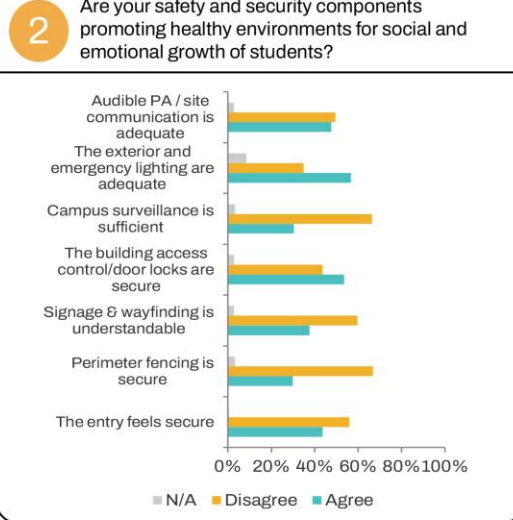 2
Are your safety and security components
promoting healthy environments for social and
emotional growth of students?
Audible PA / site
communication is
adequate
The exterior and
emergency lighting are
adequate
Campus surveillance is
sufficient
The building access
control/door locks are
secure
Signage & wayfinding is
understandable
Perimeter fencing is
secure
The entry feels secure
0% 20% 40% 60% 80% 100%
N/A Disagree Agree